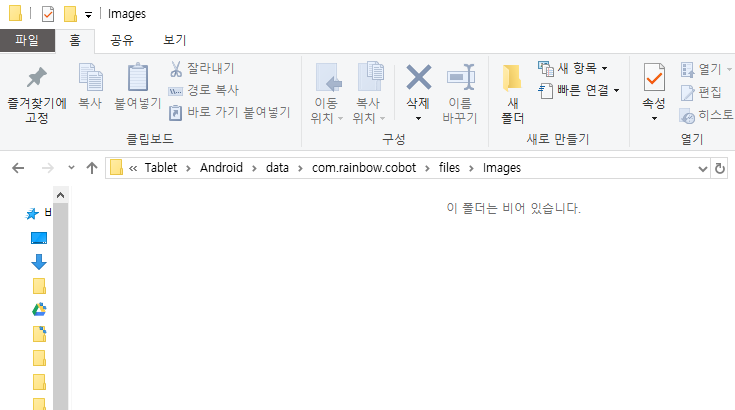 Images
파일 홈 공유 보기
즐겨찾기에 고정
복사
붙여넣기
잘라내기
경로 복사
바로 가기 붙여넣기
클립보드
이동 위치
복사 위치
삭제
이름 바꾸기
구성
새 폴더
새 항목
빠른 연결
새로 만들기
속성
열기
편집
히스토
열기
« Tablet > Android > data > com.rainbow.cobot > files > Images
이 폴더는 비어 있습니다.